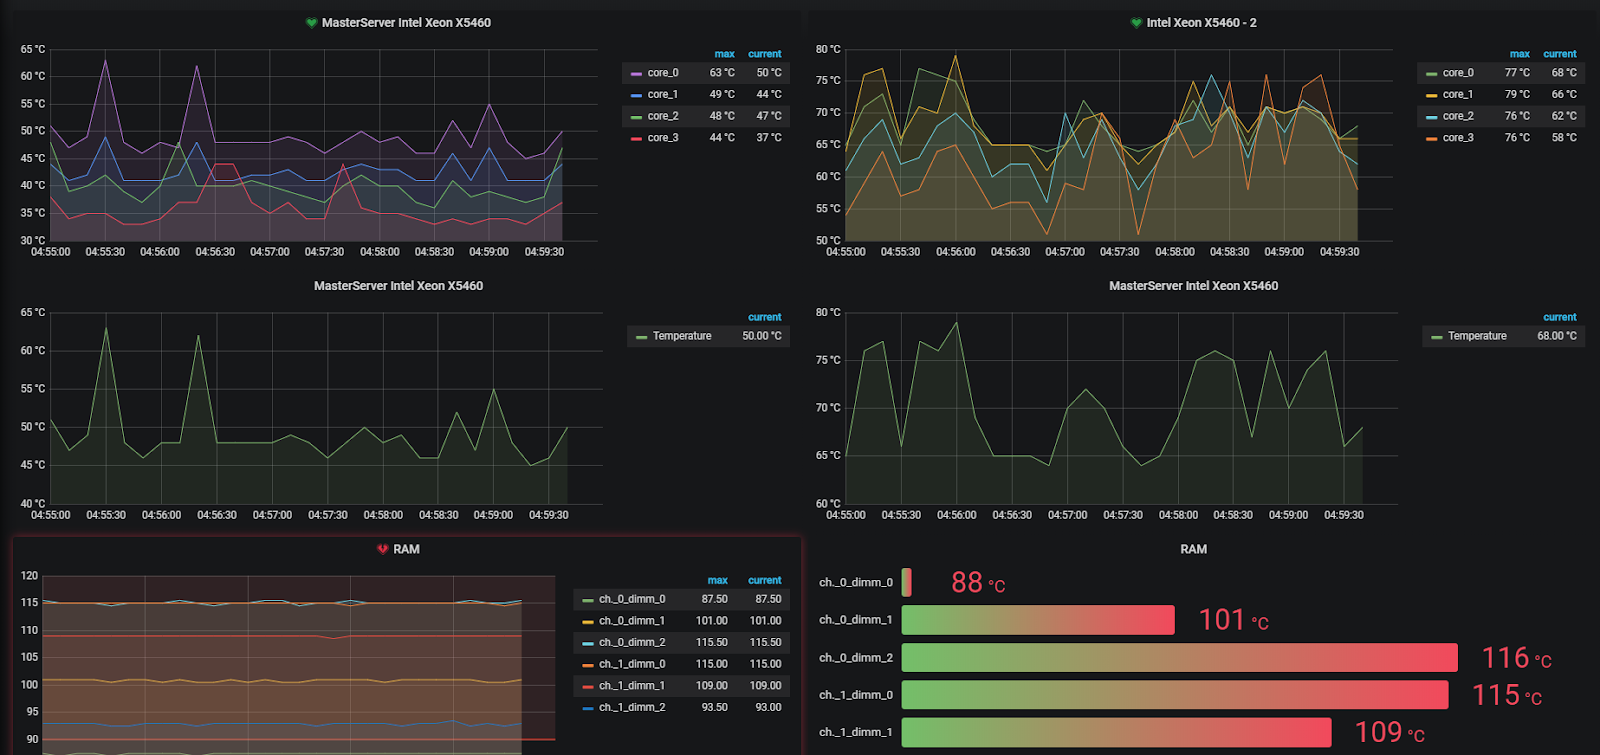 MasterServer Intel Xeon X5460
65 °C
60 °C
55 °C
50 °C
45 °C
40 °C
35 °C
30 °C
04:55:00 04:55:30 04:56:00 04:56:30 04:57:00 04:57:30 04:58:00 04:58:30 04:59:00 04:59:30
max current
core_0 63 °C 50 °C
core_1 49 °C 44 °C
core_2 48 °C 47 °C
core_3 44 °C 37 °C
Intel Xeon X5460 - 2
80 °C
75 °C
70 °C
65 °C
60 °C
55 °C
50 °C
04:55:00 04:55:30 04:56:00 04:56:30 04:57:00 04:57:30 04:58:00 04:58:30 04:59:00 04:59:30
max current
core_0 77 °C 68 °C
core_1 79 °C 66 °C
core_2 76 °C 62 °C
core_3 76 °C 58 °C
MasterServer Intel Xeon X5460
65 °C
60 °C
55 °C
50 °C
45 °C
40 °C
04:55:00 04:55:30 04:56:00 04:56:30 04:57:00 04:57:30 04:58:00 04:58:30 04:59:00 04:59:30
current
Temperature 50.00 °C
MasterServer Intel Xeon X5460
80 °C
75 °C
70 °C
65 °C
60 °C
04:55:00 04:55:30 04:56:00 04:56:30 04:57:00 04:57:30 04:58:00 04:58:30 04:59:00 04:59:30
current
Temperature 68.00 °C
RAM
120
115
110
105
100
95
90
max current
ch._0_dimm_0 87.50 87.50
ch._0_dimm_1 101.00 101.00
ch._0_dimm_2 115.50 115.50
ch._1_dimm_0 115.00 115.00
ch._1_dimm_1 109.00 109.00
ch._1_dimm_2 93.50 93.00
RAM
ch._0_dimm_0 88 °C
ch._0_dimm_1 101 °C
ch._0_dimm_2 116 °C
ch._1_dimm_0 115 °C
ch._1_dimm_1 109 °C